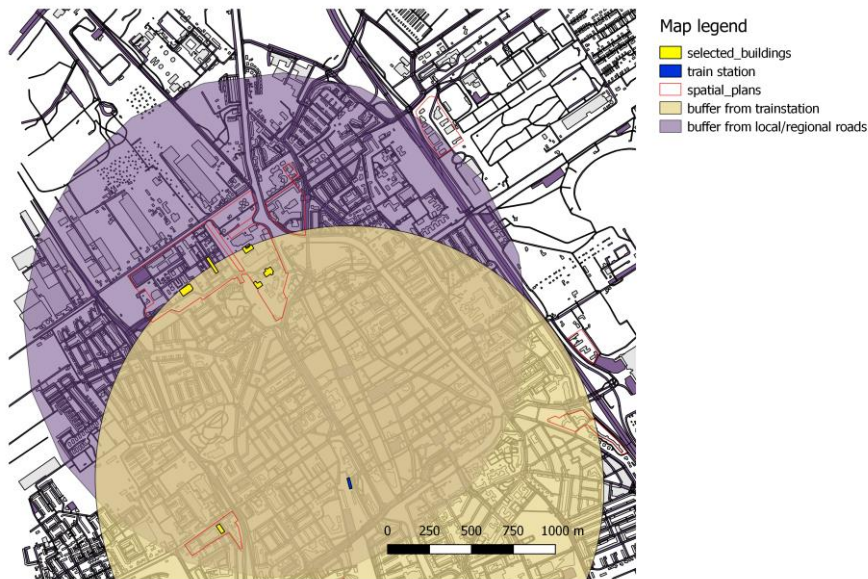 Map legend
selected_buildings
train station
spatial_plans
buffer from trainstation
buffer from local/regional roads
0 250 500 750 1000 m